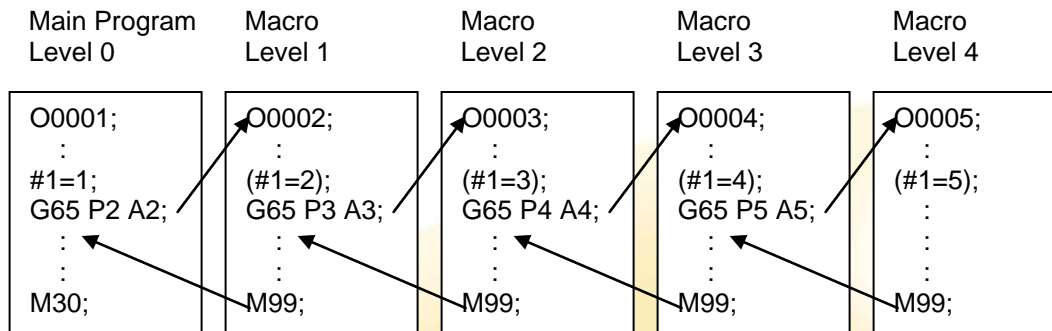 Main Program
Level 0
Macro
Level 1
Macro
Level 2
Macro
Level 3
Macro
Level 4
O0001;
:
#1=1;
G65 P2 A2;
:
:
M30;
O0002;
:
(#1=2);
G65 P3 A3;
:
:
M99;
O0003;
:
(#1=3);
G65 P4 A4;
:
:
M99;
O0004;
:
(#1=4);
G65 P5 A5;
:
:
M99;
O0005;
:
(#1=5);
:
:
M99;